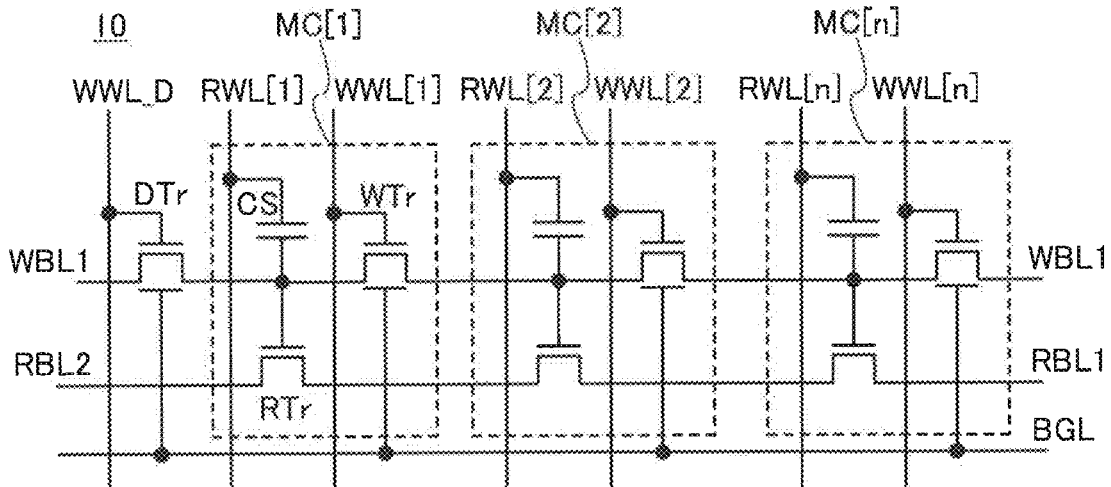 10
MC[1] MC[2] MC[n]
WWL_D RWL[1] WWL[1] RWL[2] WWL[2] RWL[n] WWL[n]
DTr CS WTr
WBL1 WBL1
RBL2 RBL1
RTr
BGL